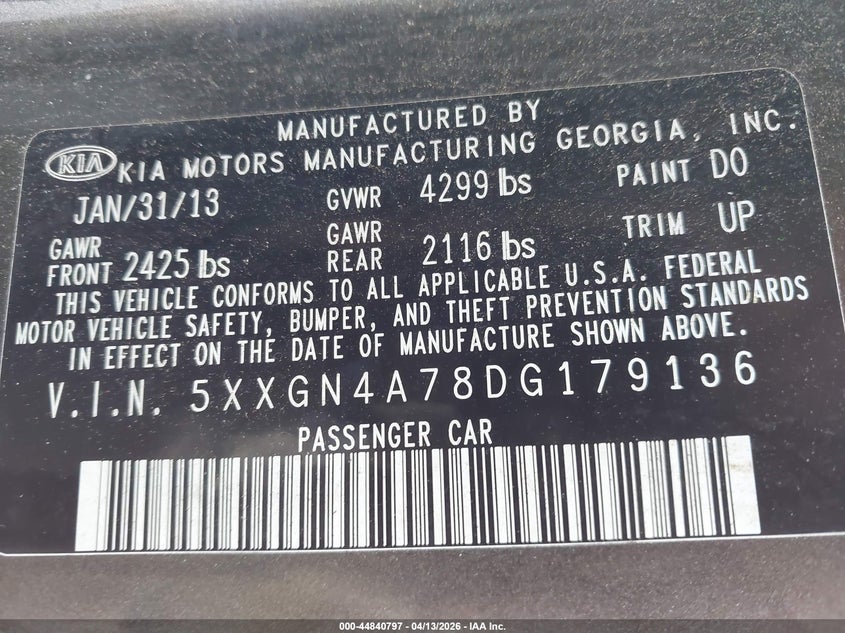 MANUFACTURED BY
KIA KIA MOTORS MANUFACTURING GEORGIA, INC.
JAN/31/13 GVWR 4299 lbs PAINT D0
GAWR FRONT 2425 lbs GAWR REAR 2116 lbs TRIM UP
THIS VEHICLE CONFORMS TO ALL APPLICABLE U.S.A. FEDERAL
MOTOR VEHICLE SAFETY, BUMPER, AND THEFT PREVENTION STANDARDS
IN EFFECT ON THE DATE OF MANUFACTURE SHOWN ABOVE.
V.I.N. 5XXGN4A78DG179136
PASSENGER CAR
000-44840797 - 04/13/2026 - IAA Inc.